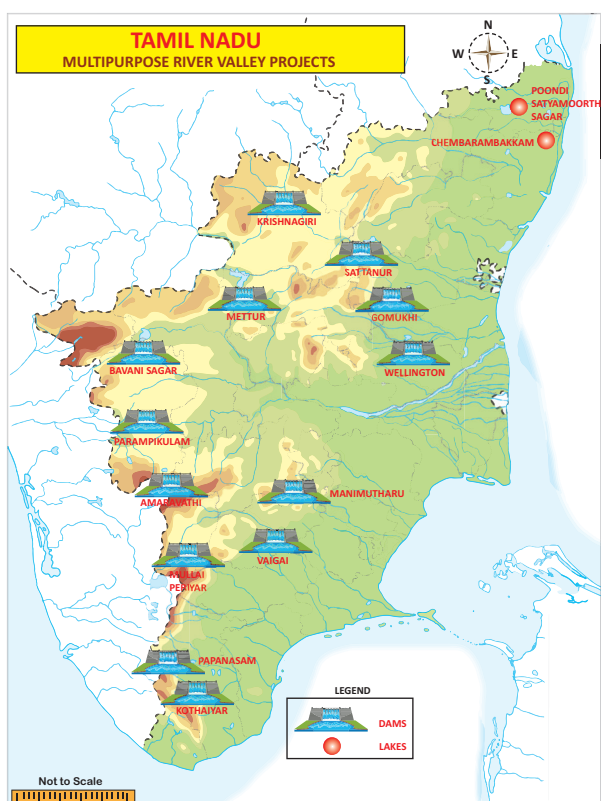 TAMIL NADU
MULTIPURPOSE RIVER VALLEY PROJECTS
N
W E
S
POONDI
SATYAMOORTH
SAGAR
CHEMBARAMBAKKAM
KRISHNAGIRI
SATTANUR
METTUR
GOMUKHI
BAVANI SAGAR
WELLINGTON
PARAMPIKULAM
AMARAVATHI
MANIMUTHARU
VAIGAI
MULLAI
PERIYAR
PAPANASAM
KOTHAIYAR
LEGEND
DAMS
LAKES
Not to Scale